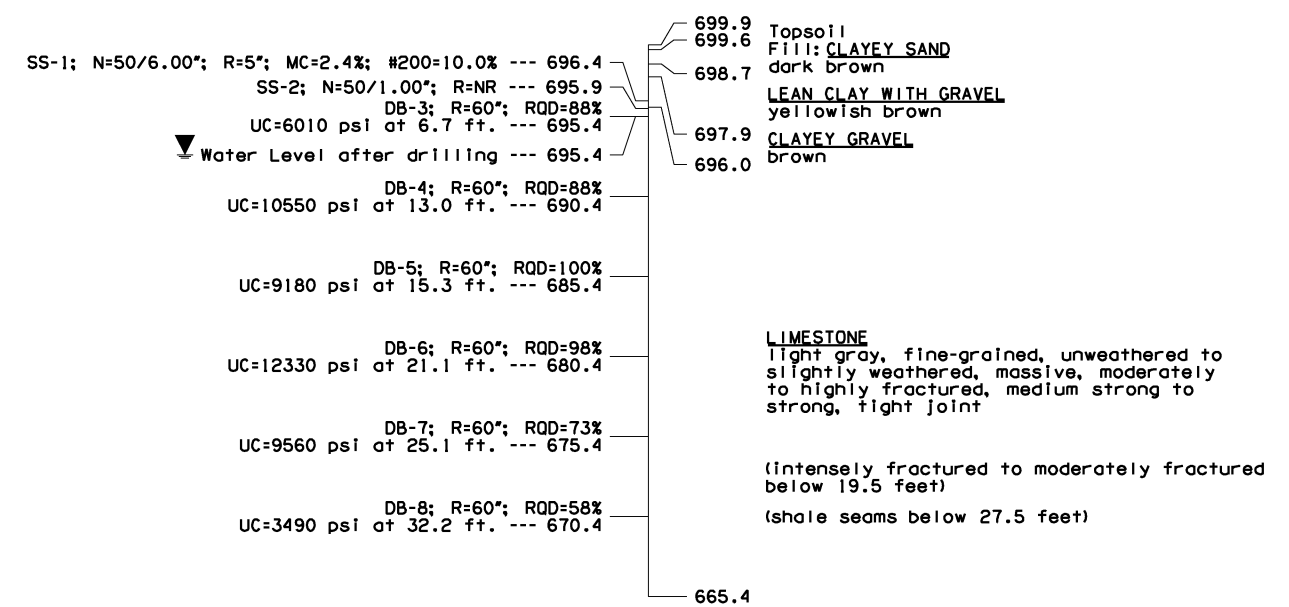 699.9
699.6
Topsoil
Fill: CLAYEY SAND
dark brown
698.7
SS-1; N=50/6.00"; R=5"; MC=2.4%; #200=10.0% --- 696.4
SS-2; N=50/1.00"; R=NR --- 695.9
LEAN CLAY WITH GRAVEL
yellowish brown
DB-3; R=60"; RQD=88%
UC=6010 psi at 6.7 ft. --- 695.4
697.9
CLAYEY GRAVEL
brown
Water Level after drilling --- 695.4
696.0
DB-4; R=60"; RQD=88%
UC=10550 psi at 13.0 ft. --- 690.4
DB-5; R=60"; RQD=100%
UC=9180 psi at 15.3 ft. --- 685.4
LIMESTONE
light gray, fine-grained, unweathered to
slightly weathered, massive, moderately
to highly fractured, medium strong to
strong, tight joint
DB-6; R=60"; RQD=98%
UC=12330 psi at 21.1 ft. --- 680.4
DB-7; R=60"; RQD=73%
UC=9560 psi at 25.1 ft. --- 675.4
(intensely fractured to moderately fractured
below 19.5 feet)
(shale seams below 27.5 feet)
DB-8; R=60"; RQD=58%
UC=3490 psi at 32.2 ft. --- 670.4
665.4